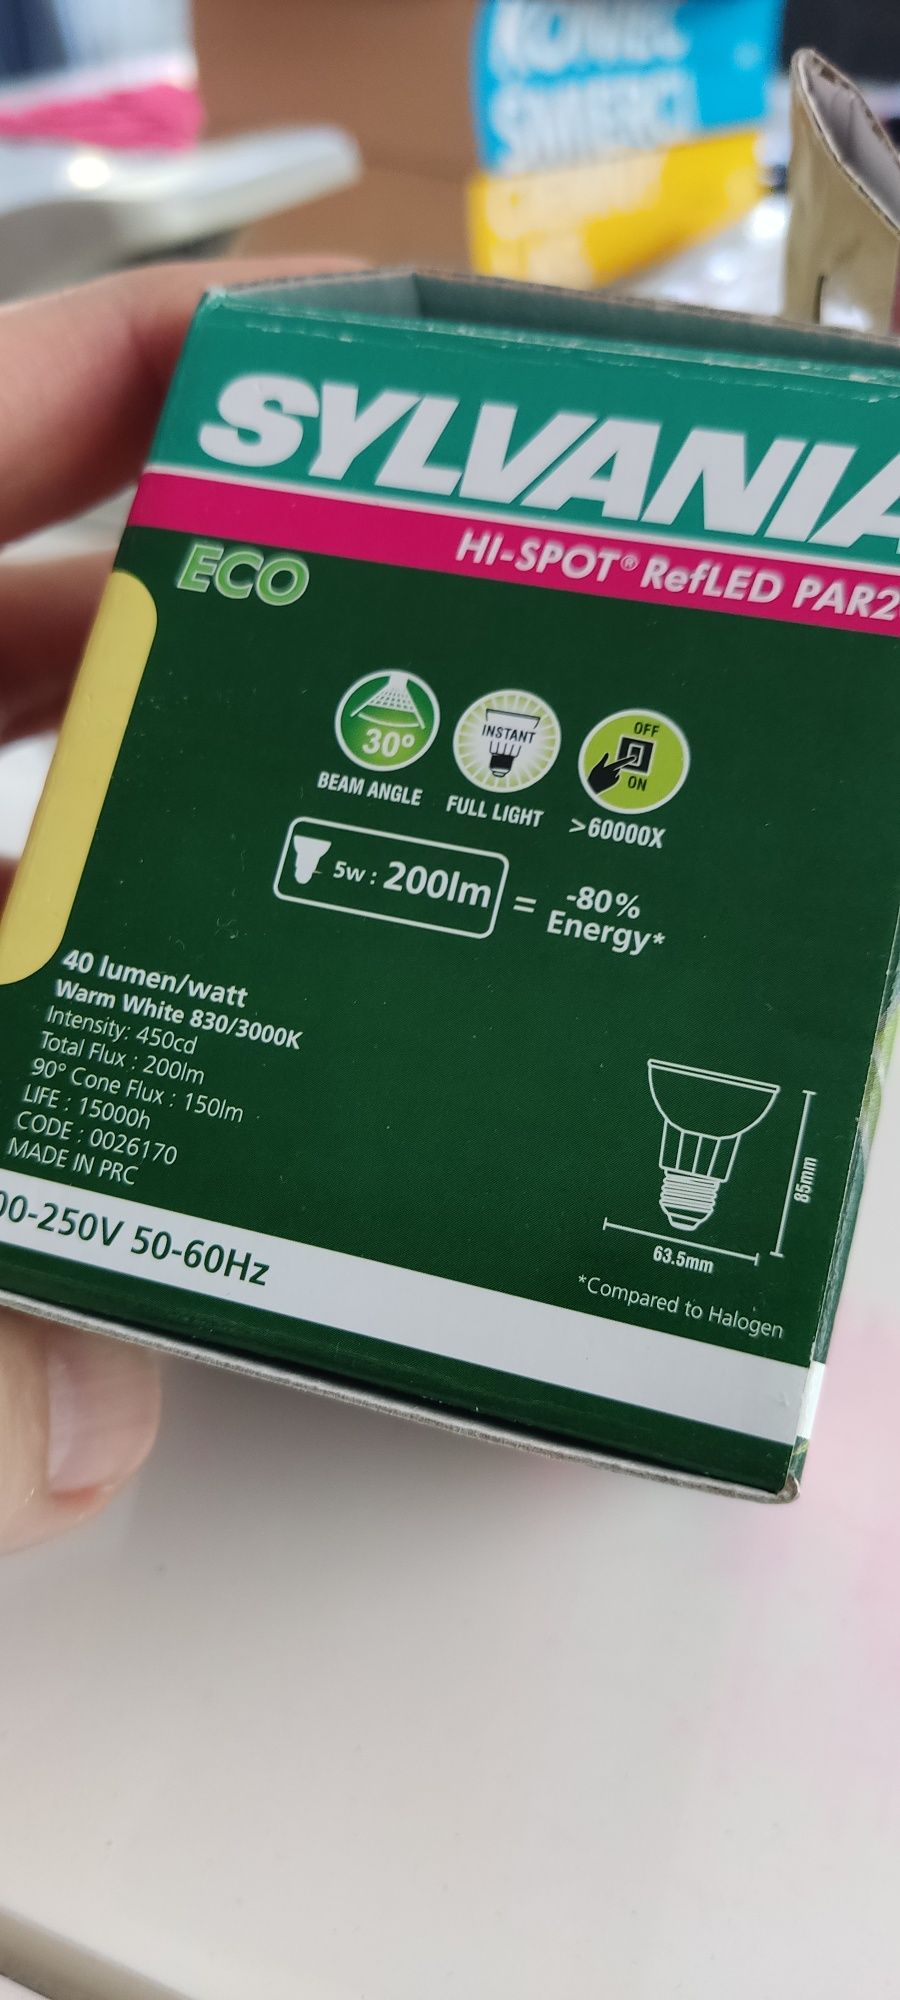 KONIEC
ŚMIERCI
SYLVANIA
HI-SPOT® RefLED PAR2
ECO
30°
BEAM ANGLE
INSTANT
FULL LIGHT
OFF
ON
>60000X
5w : 200lm = -80%
Energy*
40 lumen/watt
Warm White 830/3000K
Intensity: 450cd
Total Flux : 200lm
90° Cone Flux : 150lm
LIFE : 15000h
CODE : 0026170
MADE IN PRC
85mm
63.5mm
*Compared to Halogen
00-250V 50-60Hz